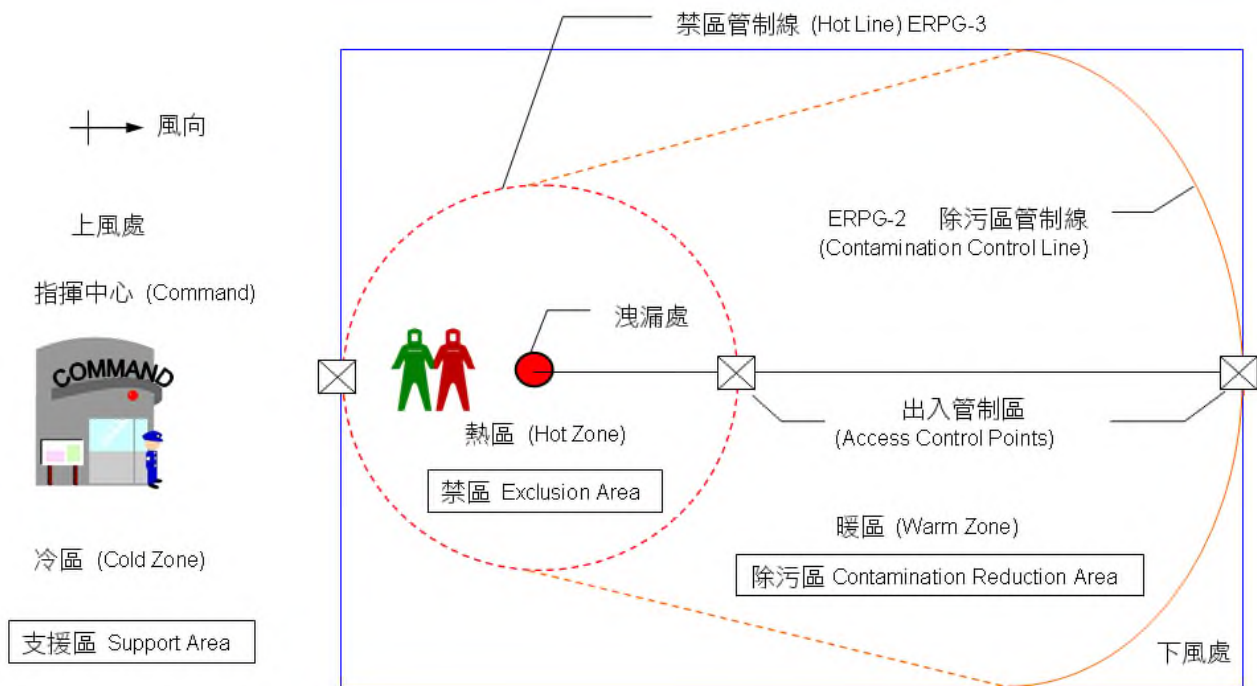 禁區管制線 (Hot Line) ERPG-3
風向
上風處
ERPG-2 除污區管制線
(Contamination Control Line)
指揮中心 (Command)
洩漏處
COMMAND
出入管制區
(Access Control Points)
熱區 (Hot Zone)
禁區 Exclusion Area
暖區 (Warm Zone)
冷區 (Cold Zone)
除污區 Contamination Reduction Area
支援區 Support Area
下風處